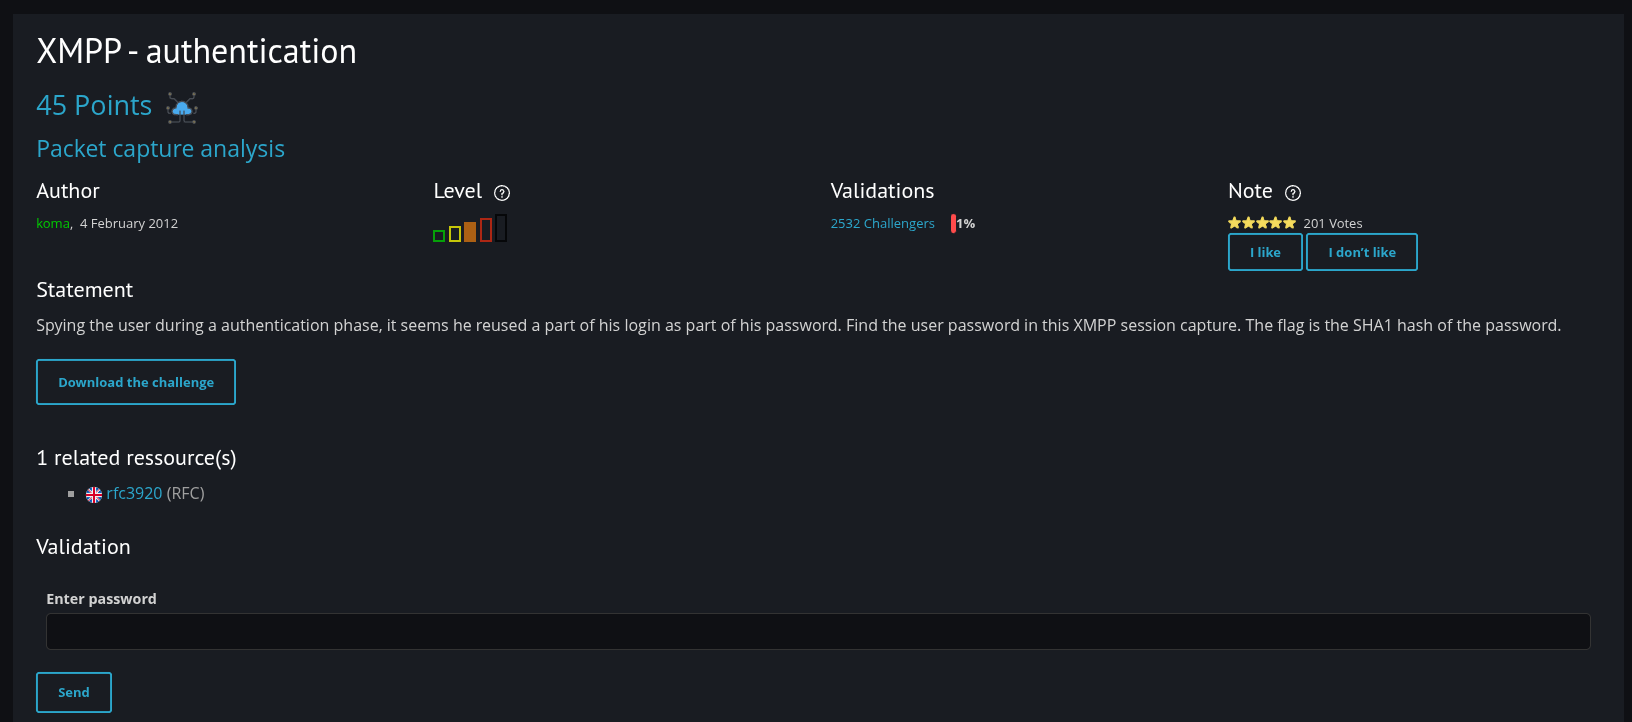 XMPP - authentication
45 Points
Packet capture analysis
Author
Level ?
Validations
Note ?
koma, 4 February 2012
2532 Challengers 1%
201 Votes
I like
I don't like
Statement
Spying the user during a authentication phase, it seems he reused a part of his login as part of his password. Find the user password in this XMPP session capture. The flag is the SHA1 hash of the password.
Download the challenge
1 related ressource(s)
rfc3920 (RFC)
Validation
Enter password
Send